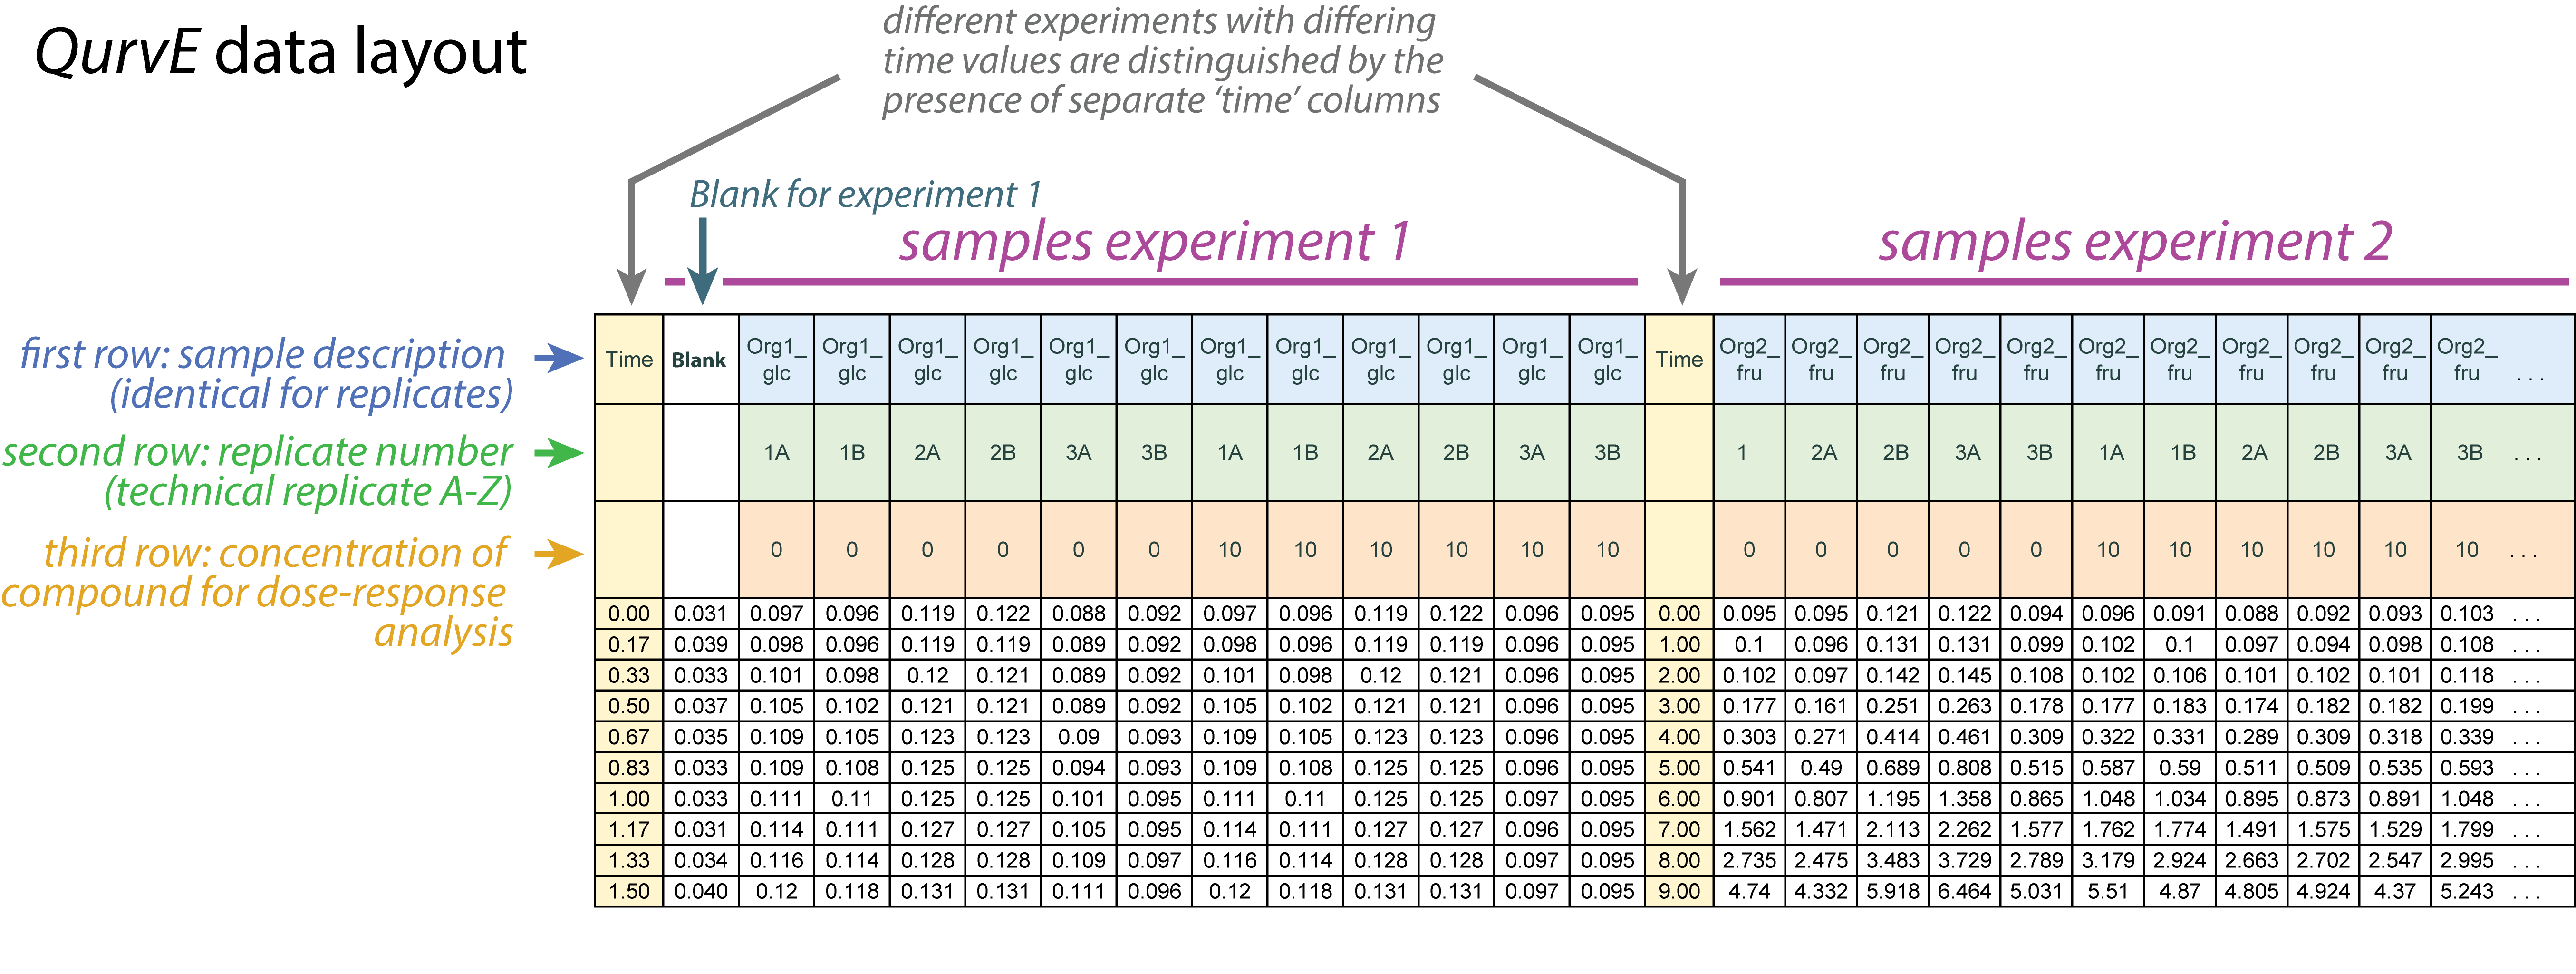 QurvE data layout
different experiments with differing
time values are distinguished by the
presence of separate ‘time’ columns
Blank for experiment 1
samples experiment 1
samples experiment 2
first row: sample description
(identical for replicates)
second row: replicate number
(technical replicate A-Z)
third row: concentration of
compound for dose-response
analysis
Time Blank Org1_ Org1_ Org1_ Org1_ Org1_ Org1_ Org1_ Org1_ Org1_ Org1_ Org1_ Org1_ Time Org2_ Org2_ Org2_ Org2_ Org2_ Org2_ Org2_ Org2_ Org2_ Org2_ Org2_
glc glc glc glc glc glc glc glc glc glc glc glc fru fru fru fru fru fru fru fru fru fru fru . . .
1A 1B 2A 2B 3A 3B 1A 1B 2A 2B 3A 3B 1 2A 2B 3A 3B 1A 1B 2A 2B 3A 3B . . .
0 0 0 0 0 0 10 10 10 10 10 10 0 0 0 0 0 10 10 10 10 10 10 . . .
0.00 0.031 0.097 0.096 0.119 0.122 0.088 0.092 0.097 0.096 0.119 0.122 0.096 0.095 0.00 0.095 0.095 0.121 0.122 0.094 0.096 0.091 0.088 0.092 0.093 0.103 . . .
0.17 0.039 0.098 0.096 0.119 0.119 0.089 0.092 0.098 0.096 0.119 0.119 0.096 0.095 1.00 0.1 0.096 0.131 0.131 0.099 0.102 0.1 0.097 0.094 0.098 0.108 . . .
0.33 0.033 0.101 0.098 0.12 0.121 0.089 0.092 0.101 0.098 0.12 0.121 0.096 0.095 2.00 0.102 0.097 0.142 0.145 0.108 0.102 0.106 0.101 0.102 0.101 0.118 . . .
0.50 0.037 0.105 0.102 0.121 0.121 0.089 0.092 0.105 0.102 0.121 0.121 0.096 0.095 3.00 0.177 0.161 0.251 0.263 0.178 0.177 0.183 0.174 0.182 0.182 0.199 . . .
0.67 0.035 0.109 0.105 0.123 0.123 0.09 0.093 0.109 0.105 0.123 0.123 0.096 0.095 4.00 0.303 0.271 0.414 0.461 0.309 0.322 0.331 0.289 0.309 0.318 0.339 . . .
0.83 0.033 0.109 0.108 0.125 0.125 0.094 0.093 0.109 0.108 0.125 0.125 0.096 0.095 5.00 0.541 0.49 0.689 0.808 0.515 0.587 0.59 0.511 0.509 0.535 0.593 . . .
1.00 0.033 0.111 0.11 0.125 0.125 0.101 0.095 0.111 0.11 0.125 0.125 0.097 0.095 6.00 0.901 0.807 1.195 1.358 0.865 1.048 1.034 0.895 0.873 0.891 1.048 . . .
1.17 0.031 0.114 0.111 0.127 0.127 0.105 0.095 0.114 0.111 0.127 0.127 0.096 0.095 7.00 1.562 1.471 2.113 2.262 1.577 1.762 1.774 1.491 1.575 1.529 1.799 . . .
1.33 0.034 0.116 0.114 0.128 0.128 0.109 0.097 0.116 0.114 0.128 0.128 0.097 0.095 8.00 2.735 2.475 3.483 3.729 2.789 3.179 2.924 2.663 2.702 2.547 2.995 . . .
1.50 0.040 0.12 0.118 0.131 0.131 0.111 0.096 0.12 0.118 0.131 0.131 0.097 0.095 9.00 4.74 4.332 5.918 6.464 5.031 5.51 4.87 4.805 4.924 4.37 5.243 . . .